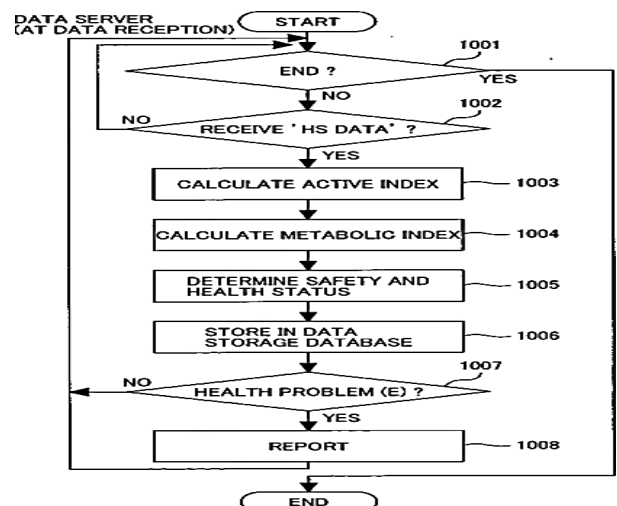 DATA SERVER
(AT DATA RECEPTION)
START
1001
END ?
YES
NO
1002
RECEIVE 'HS DATA' ?
NO
YES
CALCULATE ACTIVE INDEX
1003
CALCULATE METABOLIC INDEX
1004
DETERMINE SAFETY AND
HEALTH STATUS
1005
STORE IN DATA
STORAGE DATABASE
1006
1007
NO
HEALTH PROBLEM (E) ?
YES
REPORT
1008
END